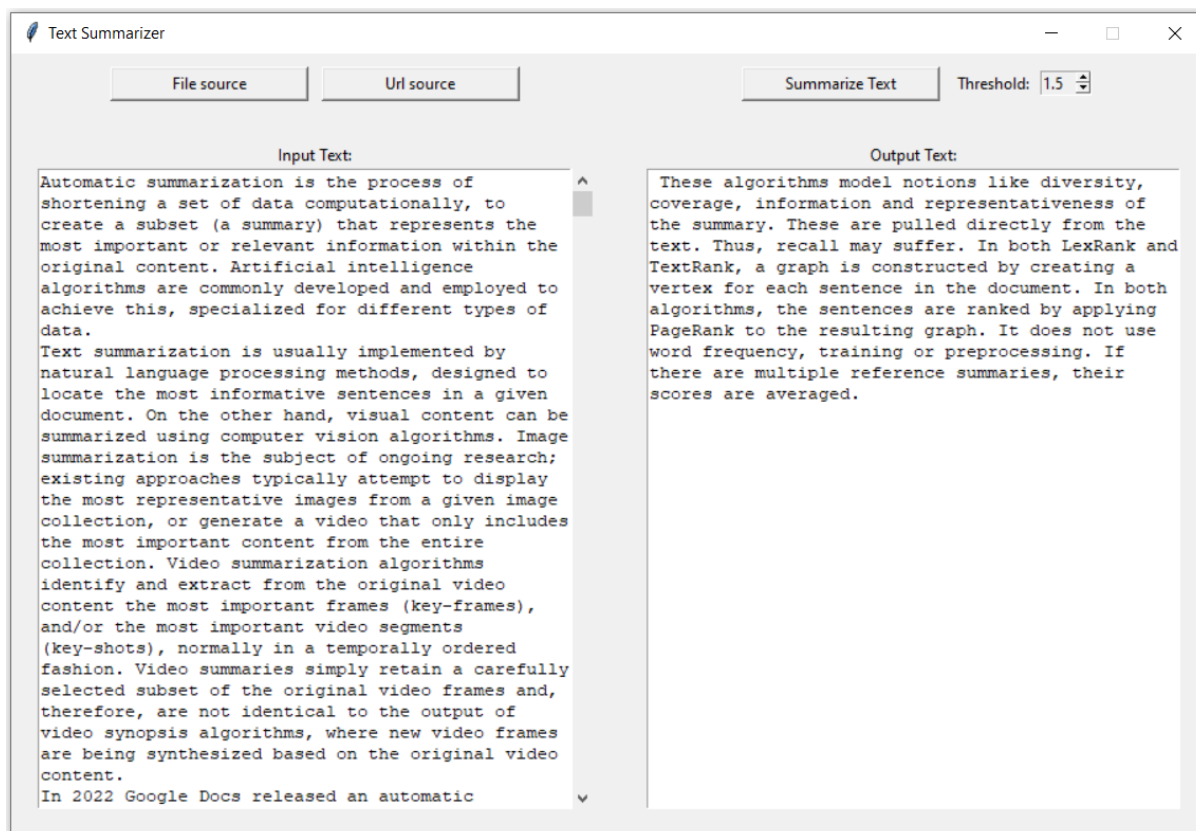 Text Summarizer
File source
Url source
Summarize Text
Threshold: 1.5
Input Text:
Automatic summarization is the process of
shortening a set of data computationally, to
create a subset (a summary) that represents the
most important or relevant information within the
original content. Artificial intelligence
algorithms are commonly developed and employed to
achieve this, specialized for different types of
data.
Text summarization is usually implemented by
natural language processing methods, designed to
locate the most informative sentences in a given
document. On the other hand, visual content can be
summarized using computer vision algorithms. Image
summarization is the subject of ongoing research;
existing approaches typically attempt to display
the most representative images from a given image
collection, or generate a video that only includes
the most important content from the entire
collection. Video summarization algorithms
identify and extract from the original video
content the most important frames (key-frames),
and/or the most important video segments
(key-shots), normally in a temporally ordered
fashion. Video summaries simply retain a carefully
selected subset of the original video frames and,
therefore, are not identical to the output of
video synopsis algorithms, where new video frames
are being synthesized based on the original video
content.
In 2022 Google Docs released an automatic
Output Text:
These algorithms model notions like diversity,
coverage, information and representativeness of
the summary. These are pulled directly from the
text. Thus, recall may suffer. In both LexRank and
TextRank, a graph is constructed by creating a
vertex for each sentence in the document. In both
algorithms, the sentences are ranked by applying
PageRank to the resulting graph. It does not use
word frequency, training or preprocessing. If
there are multiple reference summaries, their
scores are averaged.